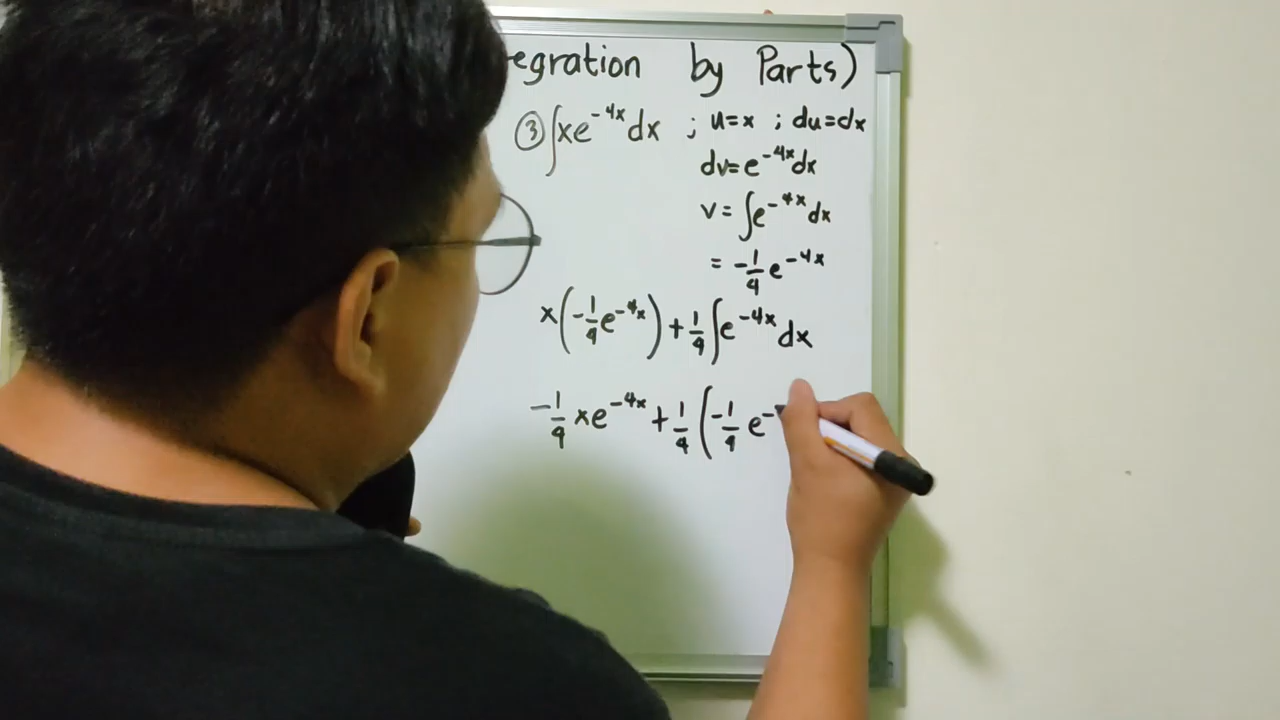 egration by Parts)
③ ∫xe^{-4x}dx ; u=x ; du=dx
dv=e^{-4x}dx
v=∫e^{-4x}dx
= -1/4 e^{-4x}
x(-1/4 e^{-4x}) + 1/4 ∫e^{-4x}dx
-1/4 xe^{-4x} + 1/4 (-1/4 e^{-